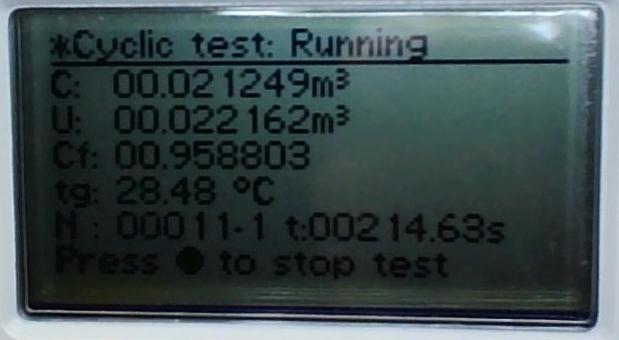 *Cyclic test: Running
C: 00.021249m³
U: 00.022162m³
Cf: 00.958803
tg: 28.48 °C
N : 00011-1 t:00214.63s
Press ● to stop test